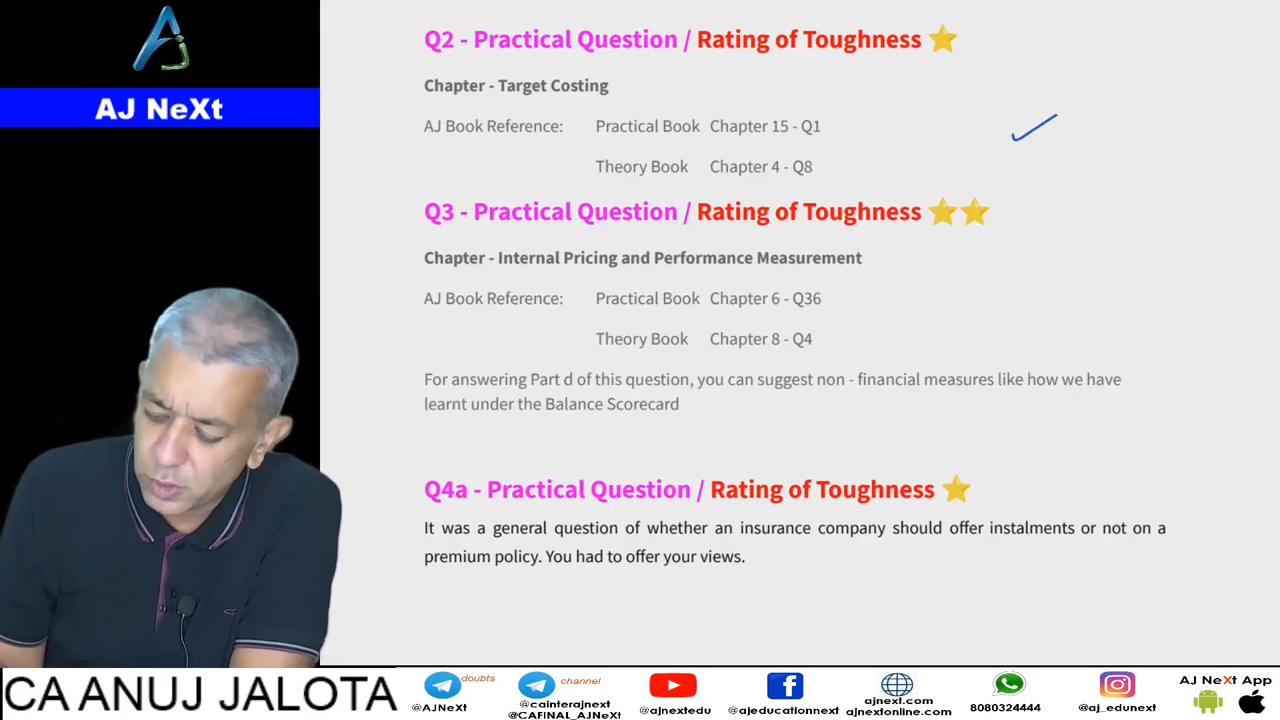 AJ
AJ NeXt
Q2 - Practical Question / Rating of Toughness
Chapter - Target Costing
AJ Book Reference: Practical Book Chapter 15 - Q1
Theory Book Chapter 4 - Q8
Q3 - Practical Question / Rating of Toughness
Chapter - Internal Pricing and Performance Measurement
AJ Book Reference: Practical Book Chapter 6 - Q36
Theory Book Chapter 8 - Q4
For answering Part d of this question, you can suggest non - financial measures like how we have
learnt under the Balance Scorecard
Q4a - Practical Question / Rating of Toughness
It was a general question of whether an insurance company should offer instalments or not on a
premium policy. You had to offer your views.
CA ANUJ JALOTA
doubts
@AJNeXt
channel
@cainterajnext
@CAFINAL_AJNeXt
@ajnextedu
@ajeducationnext
ajnext.com
ajnextonline.com
8080324444
@aj_edunext
AJ NeXt App